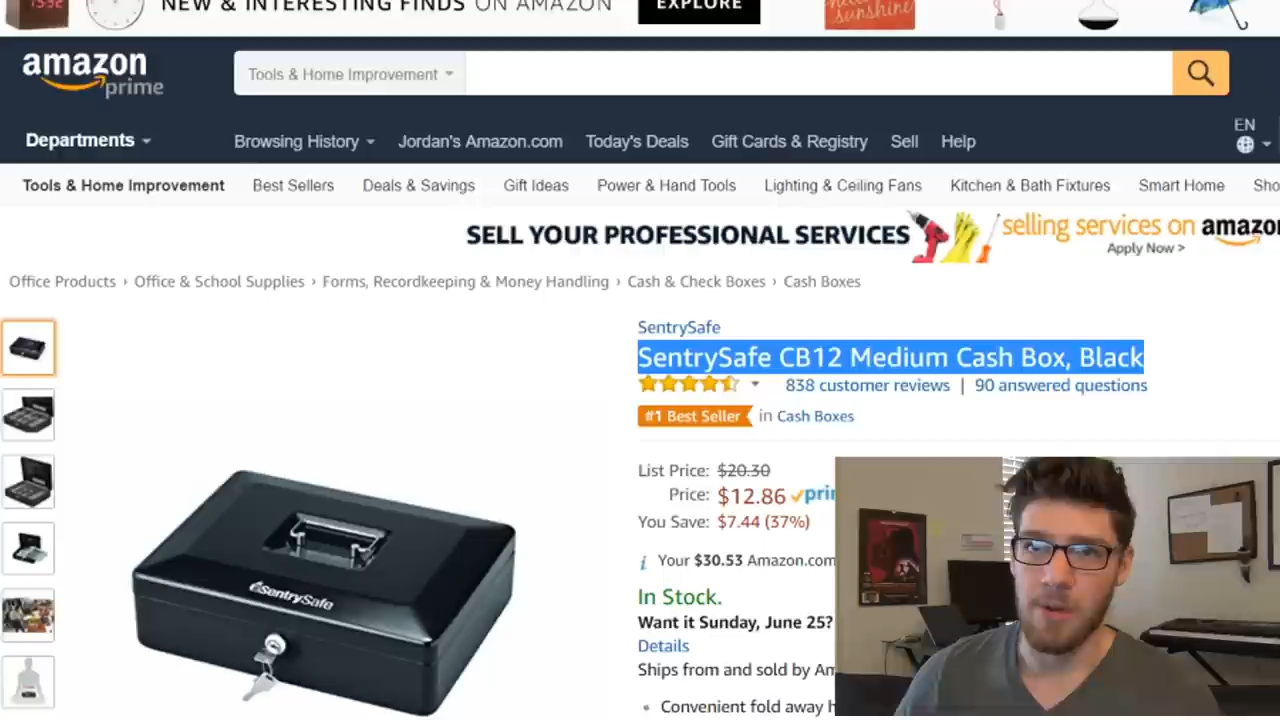 NEW & INTERESTING FINDS ON AMAZON
EXPLORE
sunshine
amazon
prime
Tools & Home Improvement
Departments
Browsing History
Jordan's Amazon.com
Today's Deals
Gift Cards & Registry
Sell
Help
EN
Tools & Home Improvement
Best Sellers
Deals & Savings
Gift Ideas
Power & Hand Tools
Lighting & Ceiling Fans
Kitchen & Bath Fixtures
Smart Home
Sho
SELL YOUR PROFESSIONAL SERVICES
selling services on amazon
Apply Now >
Office Products › Office & School Supplies › Forms, Recordkeeping & Money Handling › Cash & Check Boxes › Cash Boxes
SentrySafe
SentrySafe CB12 Medium Cash Box, Black
838 customer reviews | 90 answered questions
#1 Best Seller in Cash Boxes
List Price: $20.30
Price: $12.86 prim
You Save: $7.44 (37%)
Your $30.53 Amazon.com
In Stock.
Want it Sunday, June 25?
Details
Ships from and sold by Am
• Convenient fold away h
SentrySafe